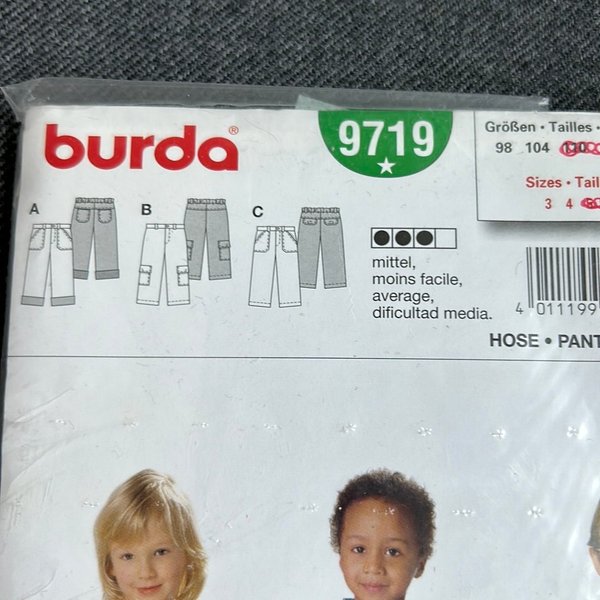 burda®
9719
Größen • Tailles •
98 104 110
Sizes • Tail
3 4
A
B
C
mittel,
moins facile,
average,
dificultad media.
4 011199
HOSE • PANT